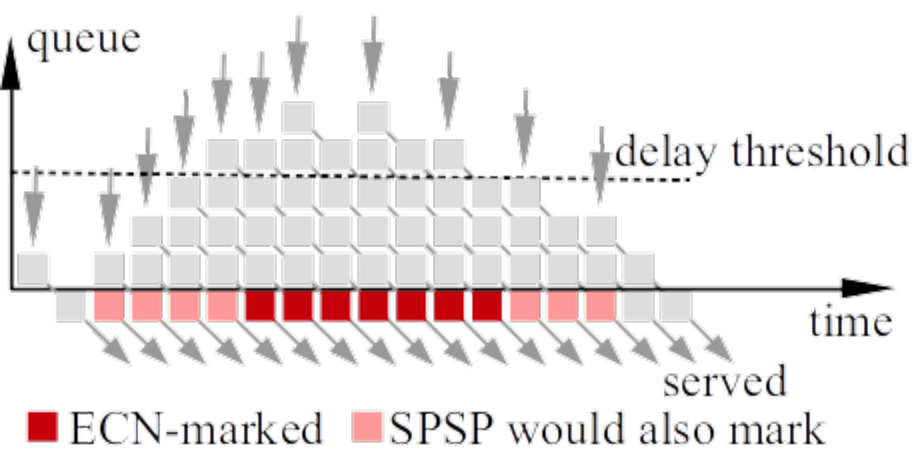 queue
delay threshold
time
served
ECN-marked SPSP would also mark